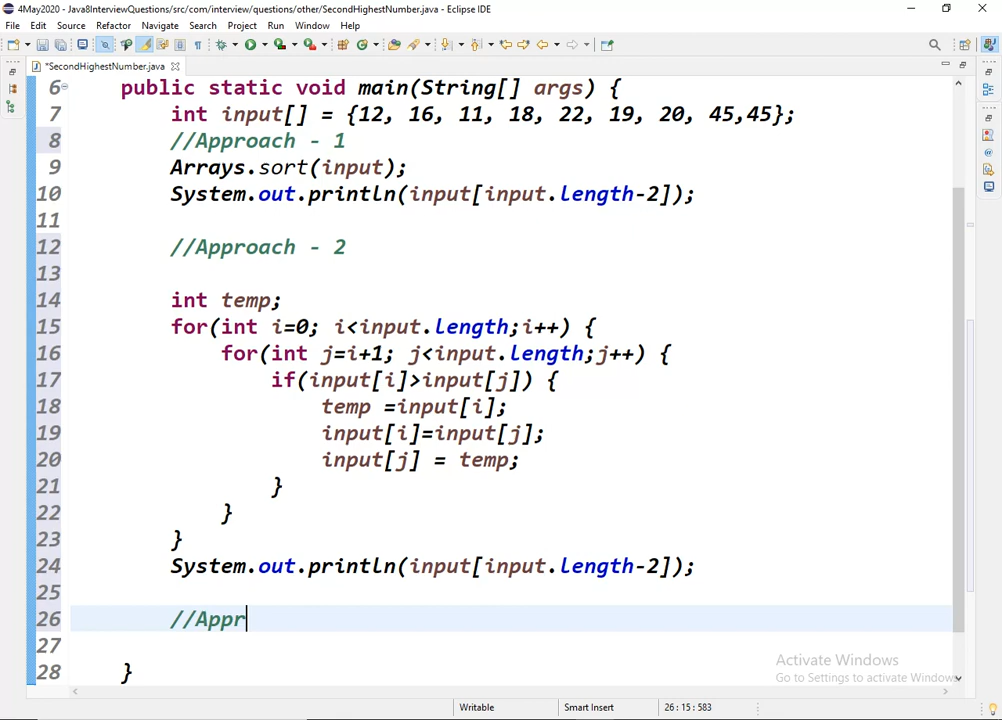 4May2020 - Java8InterviewQuestions/src/com/interview/questions/other/SecondHighestNumber.java - Eclipse IDE
File Edit Source Refactor Navigate Search Project Run Window Help
*SecondHighestNumber.java
6 public static void main(String[] args) {
7 int input[] = {12, 16, 11, 18, 22, 19, 20, 45,45};
8 //Approach - 1
9 Arrays.sort(input);
10 System.out.println(input[input.length-2]);
11
12 //Approach - 2
13
14 int temp;
15 for(int i=0; i<input.length;i++) {
16 for(int j=i+1; j<input.length;j++) {
17 if(input[i]>input[j]) {
18 temp =input[i];
19 input[i]=input[j];
20 input[j] = temp;
21 }
22 }
23 }
24 System.out.println(input[input.length-2]);
25
26 //Appr
27
28 }
Activate Windows
Go to Settings to activate Windows.
Writable Smart Insert 26 : 15 : 583